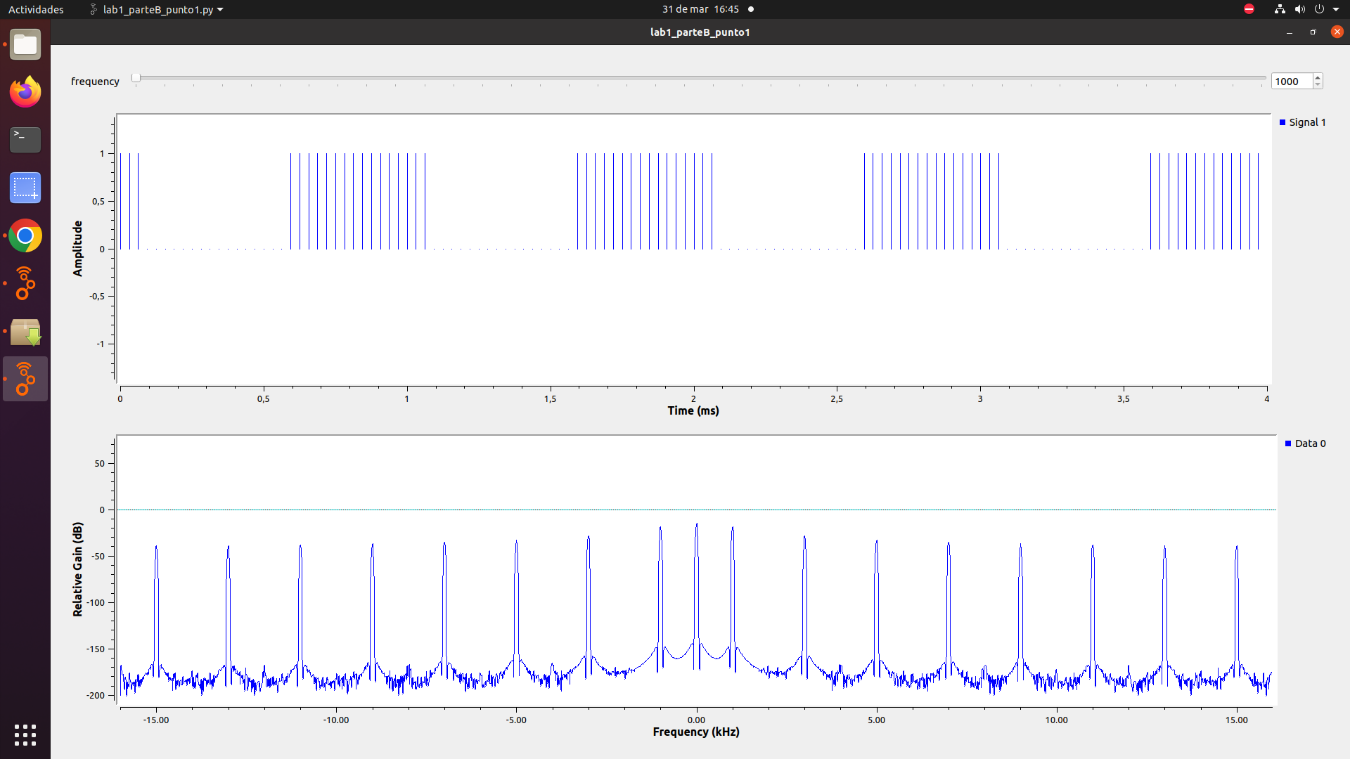 Actividades
lab1_parteB_punto1.py
31 de mar 16:45
lab1_parteB_punto1
frequency
1000
Signal 1
Amplitude
1
0,5
0
-0,5
-1
0 0,5 1 1,5 2 2,5 3 3,5 4
Time (ms)
Data 0
Relative Gain (dB)
50
0
-50
-100
-150
-200
-15.00 -10.00 -5.00 0.00 5.00 10.00 15.00
Frequency (kHz)